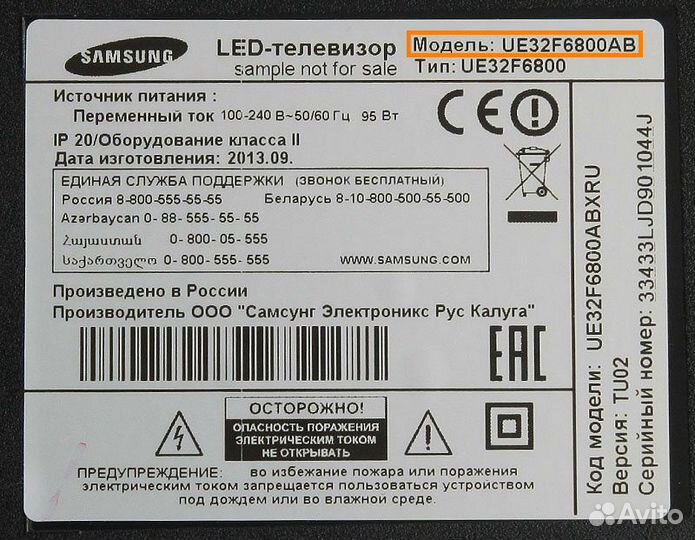 SAMSUNG
LED-телевизор
sample not for sale
Модель: UE32F6800AB
Тип: UE32F6800
Источник питания :
Переменный ток 100-240 В~50/60 Гц 95 Вт
IP 20/Оборудование класса II
Дата изготовления: 2013.09.
CE
ЕДИНАЯ СЛУЖБА ПОДДЕРЖКИ (ЗВОНОК БЕСПЛАТНЫЙ)
Россия 8-800-555-55-55 Беларусь 8-10-800-500-55-500
Azərbaycan 0- 88- 555- 55- 55
Հայաստան 0- 800- 05- 555
საქართველო 0- 800- 555- 555
WWW.SAMSUNG.COM
Произведено в России
Производитель ООО "Самсунг Электроникс Рус Калуга"
EAC
ОСТОРОЖНО!
ОПАСНОСТЬ ПОРАЖЕНИЯ
ЭЛЕКТРИЧЕСКИМ ТОКОМ
НЕ ОТКРЫВАТЬ
ПРЕДУПРЕЖДЕНИЕ: во избежание пожара или поражения
электрическим током запрещается пользоваться устройством
под дождем или во влажной среде.
Код модели: UE32F6800ABXRU
Версия: TU02
Серийный номер: 33433LJD901044J
Avito